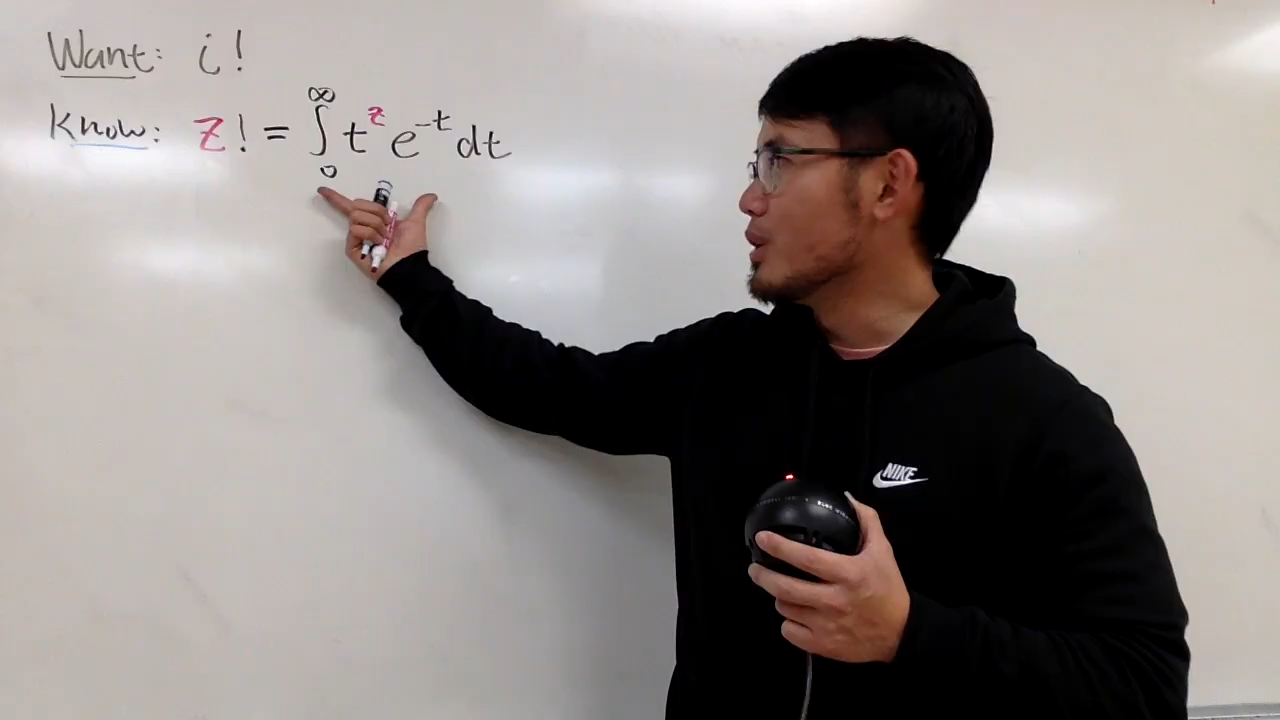 Want: i!
Know: z! = ∫₀^∞ t^z e^{-t} dt
NIKE